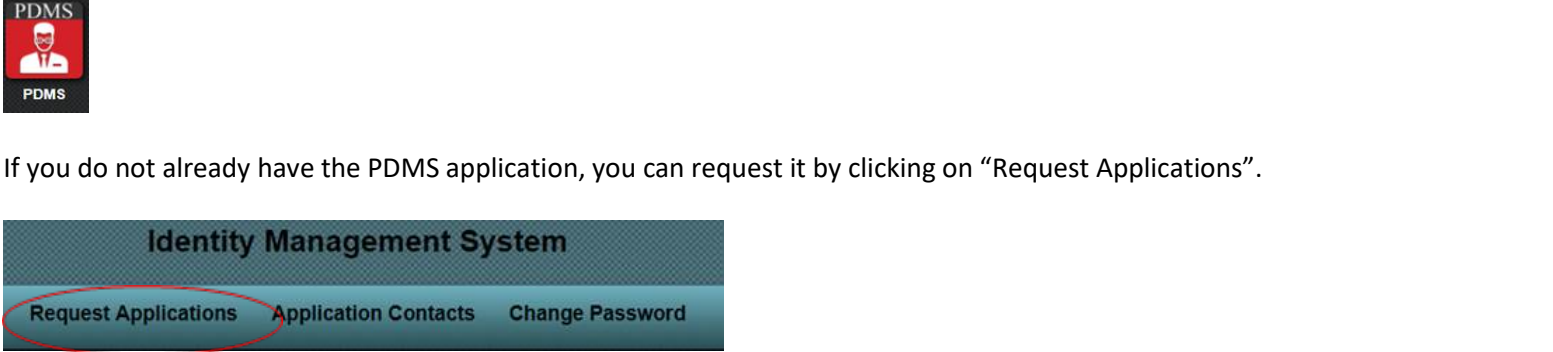 PDMS
PDMS
If you do not already have the PDMS application, you can request it by clicking on “Request Applications”.
Identity Management System
Request Applications Application Contacts Change Password